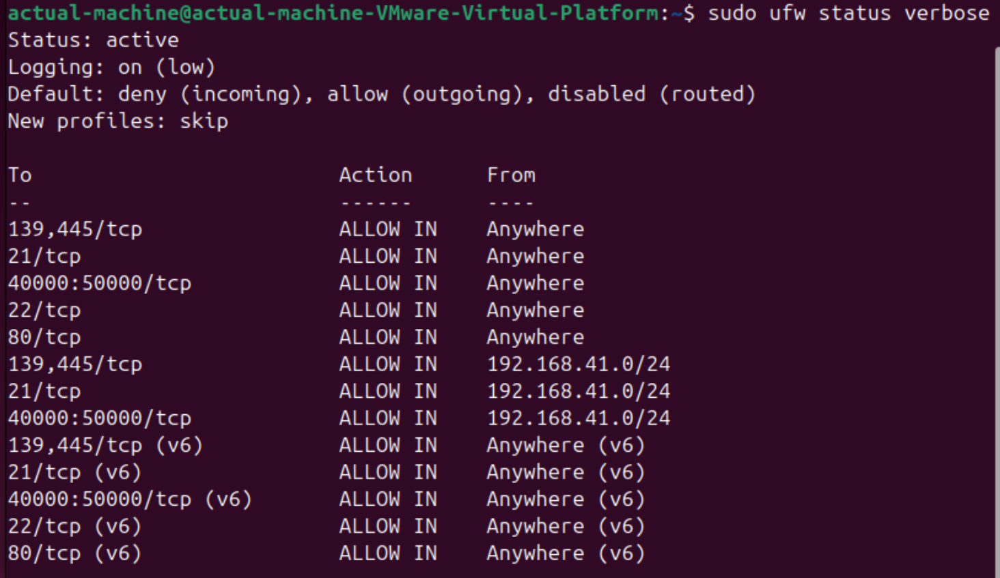 actual-machine@actual-machine-VMware-Virtual-Platform:~$ sudo ufw status verbose
Status: active
Logging: on (low)
Default: deny (incoming), allow (outgoing), disabled (routed)
New profiles: skip

To                         Action      From
--                         ------      ----
139,445/tcp                ALLOW IN    Anywhere
21/tcp                     ALLOW IN    Anywhere
40000:50000/tcp            ALLOW IN    Anywhere
22/tcp                     ALLOW IN    Anywhere
80/tcp                     ALLOW IN    Anywhere
139,445/tcp                ALLOW IN    192.168.41.0/24
21/tcp                     ALLOW IN    192.168.41.0/24
40000:50000/tcp            ALLOW IN    192.168.41.0/24
139,445/tcp (v6)           ALLOW IN    Anywhere (v6)
21/tcp (v6)                ALLOW IN    Anywhere (v6)
40000:50000/tcp (v6)       ALLOW IN    Anywhere (v6)
22/tcp (v6)                ALLOW IN    Anywhere (v6)
80/tcp (v6)                ALLOW IN    Anywhere (v6)